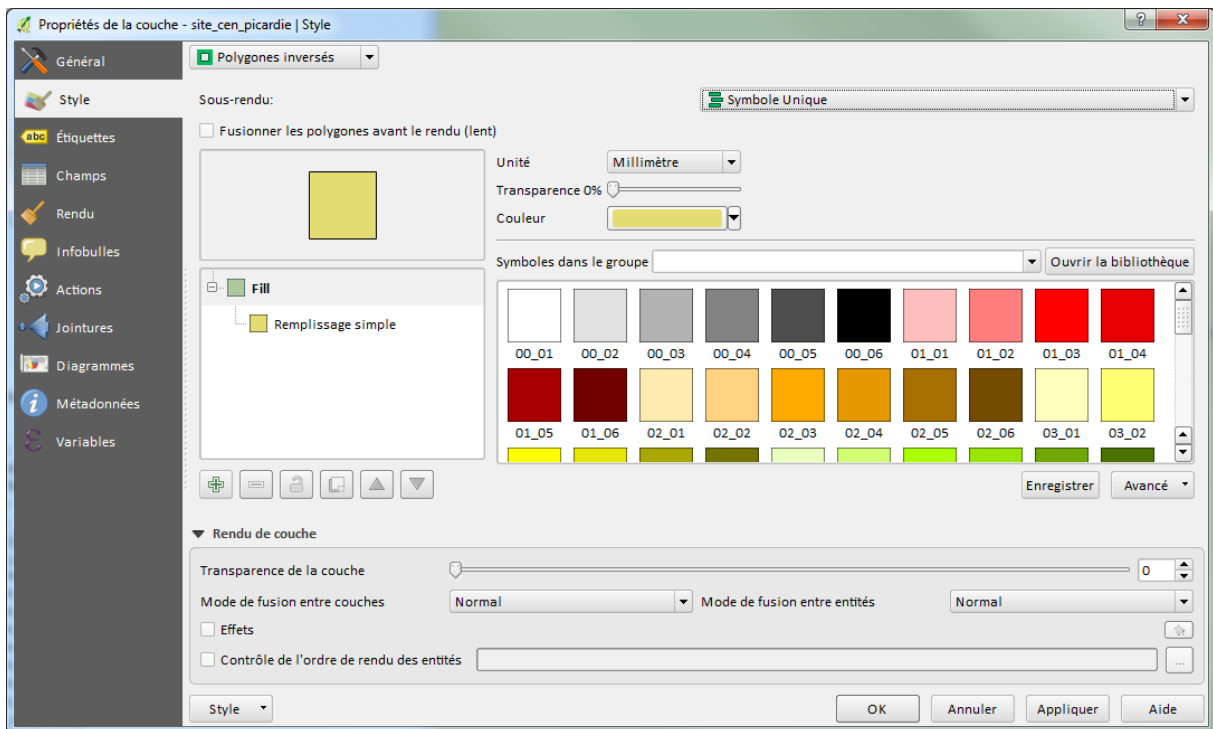 Propriétés de la couche - site_cen_picardie | Style
Général
Style
abc Étiquettes
Champs
Rendu
Infobulles
Actions
Jointures
Diagrammes
Métadonnées
Variables
Polygones inversés
Sous-rendu:
Symbole Unique
Fusionner les polygones avant le rendu (lent)
Unité
Millimètre
Transparence 0%
Couleur
Symboles dans le groupe
Ouvrir la bibliothèque
Fill
Remplissage simple
00_01 00_02 00_03 00_04 00_05 00_06 01_01 01_02 01_03 01_04
01_05 01_06 02_01 02_02 02_03 02_04 02_05 02_06 03_01 03_02
Enregistrer
Avancé
Rendu de couche
Transparence de la couche
0
Mode de fusion entre couches
Normal
Mode de fusion entre entités
Normal
Effets
Contrôle de l'ordre de rendu des entités
...
Style
OK
Annuler
Appliquer
Aide